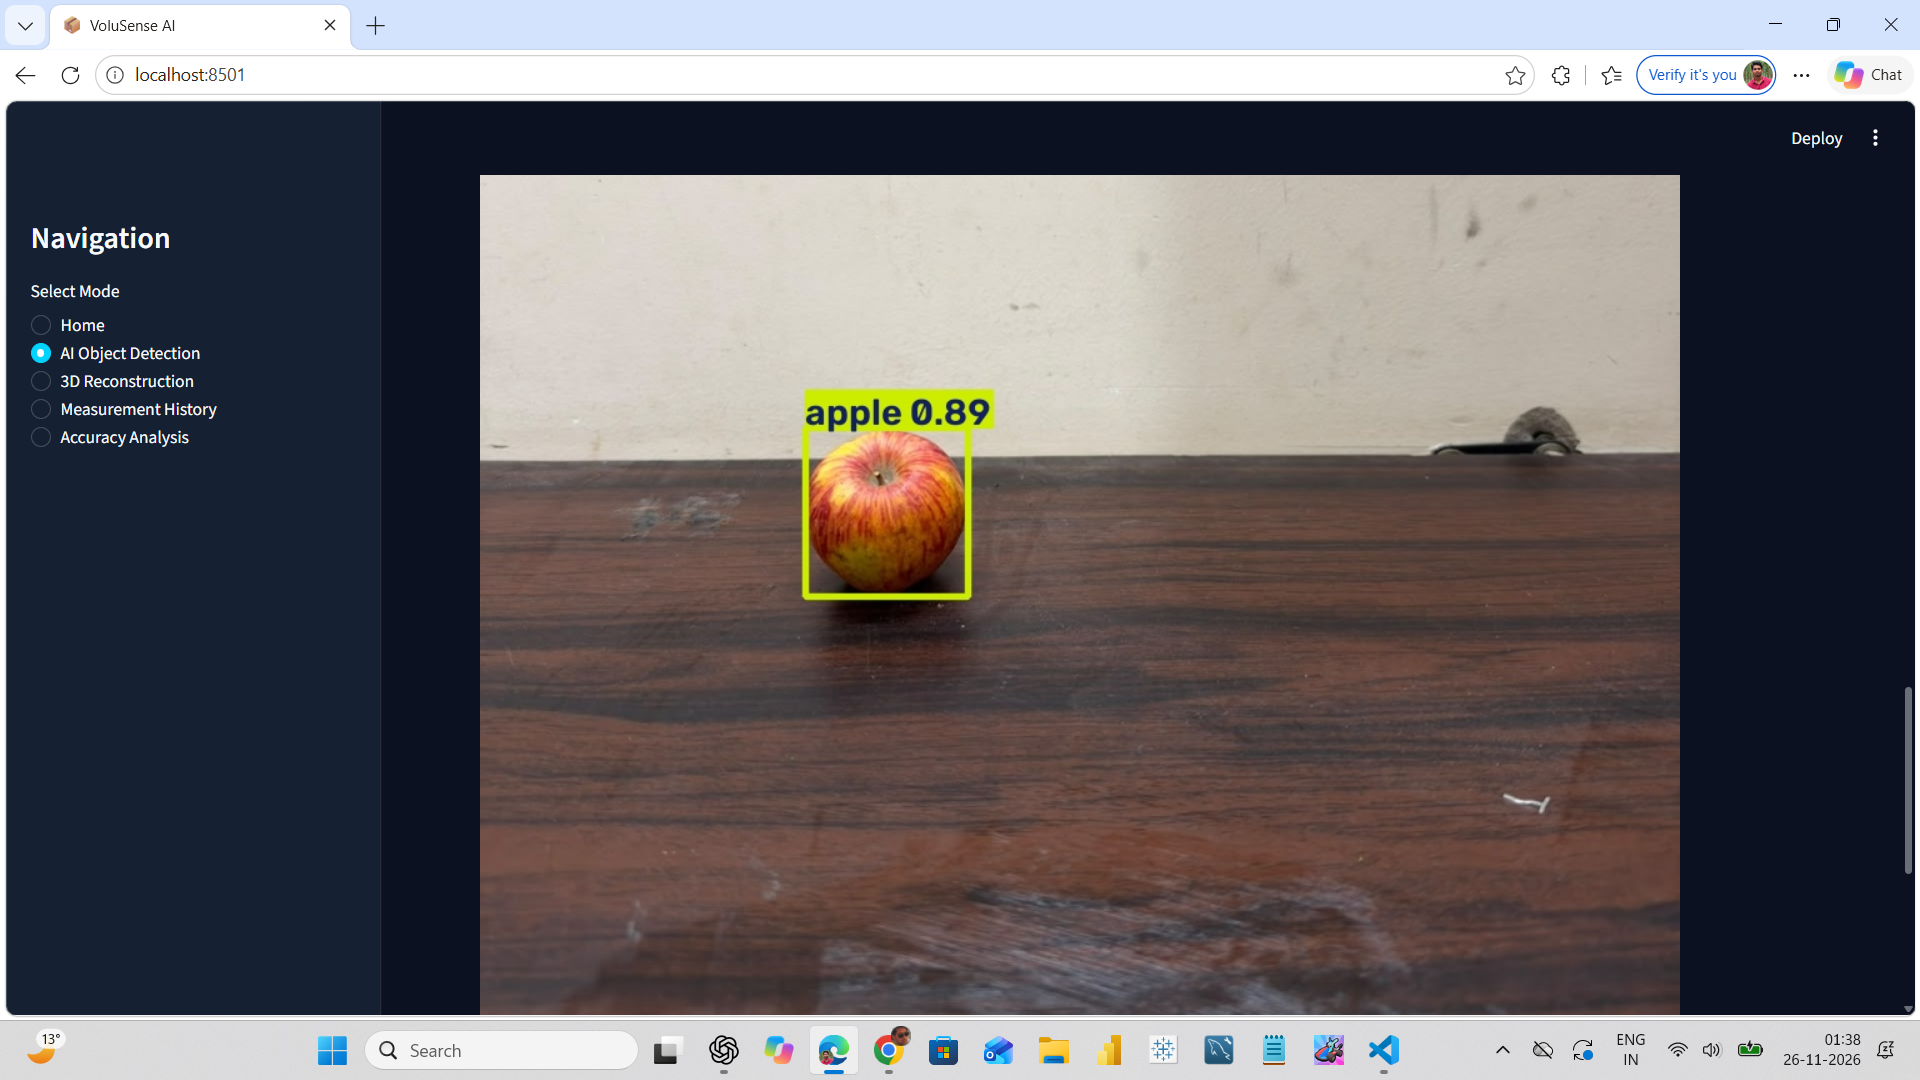 VoluSense AI
localhost:8501
Verify it's you
Chat
Deploy
Navigation
Select Mode
Home
AI Object Detection
3D Reconstruction
Measurement History
Accuracy Analysis
apple 0.89
13°
Search
ENG
IN
01:38
26-11-2026